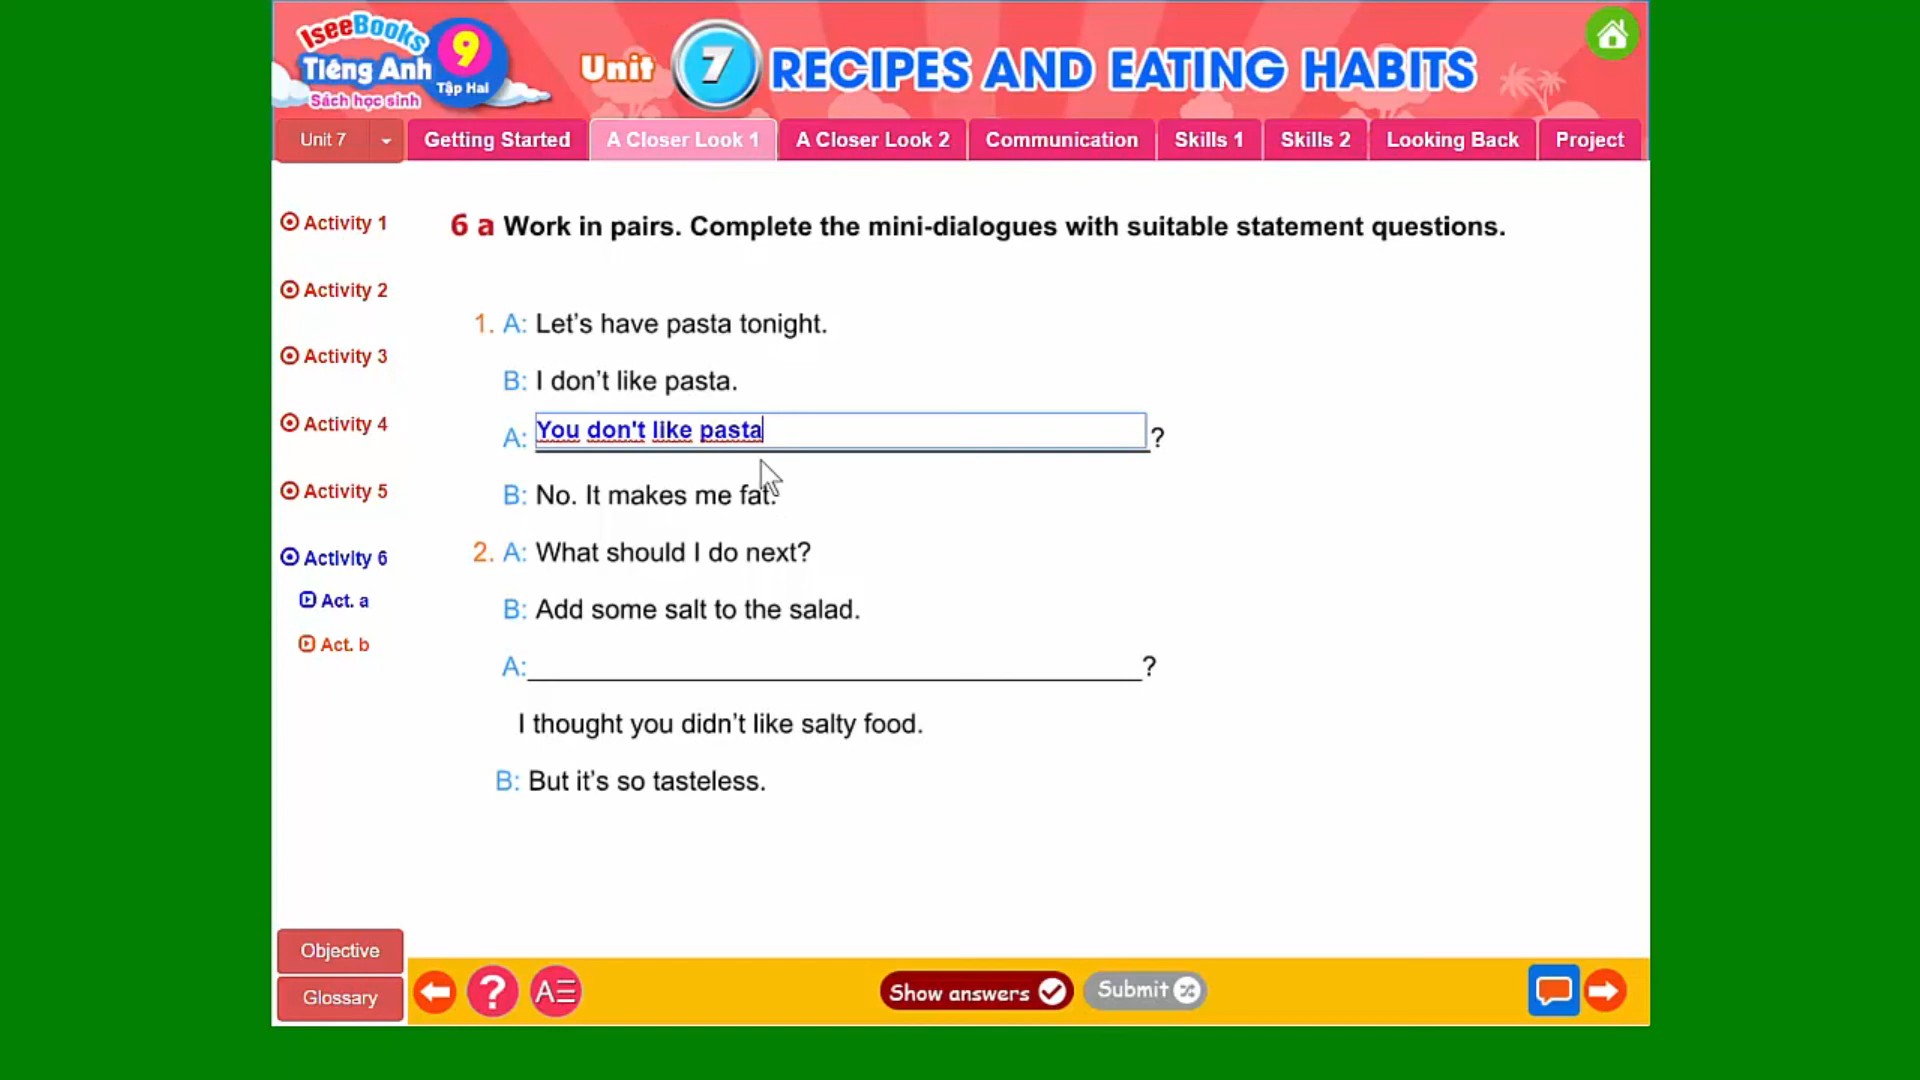 IseeBooks
Tiếng Anh 9
Tập Hai
Sách học sinh
Unit 7 RECIPES AND EATING HABITS
Unit 7
Getting Started
A Closer Look 1
A Closer Look 2
Communication
Skills 1
Skills 2
Looking Back
Project
Activity 1
Activity 2
Activity 3
Activity 4
Activity 5
Activity 6
Act. a
Act. b
6 a Work in pairs. Complete the mini-dialogues with suitable statement questions.
1. A: Let’s have pasta tonight.
B: I don’t like pasta.
A: You don't like pasta?
B: No. It makes me fat.
2. A: What should I do next?
B: Add some salt to the salad.
A: ?
I thought you didn’t like salty food.
B: But it’s so tasteless.
Objective
Glossary
?
A
Show answers
Submit